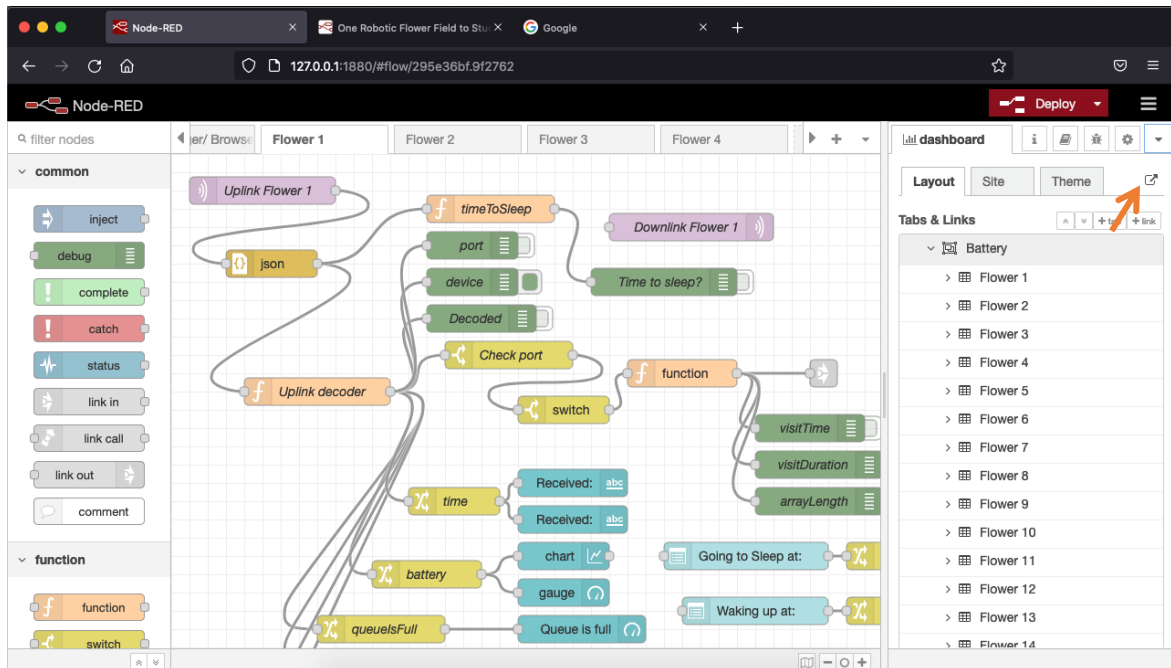 Node-RED
One Robotic Flower Field to Stu
Google
127.0.0.1:1880/#flow/295e36bf.9f2762
Node-RED
Deploy
filter nodes
er/ Browse
Flower 1
Flower 2
Flower 3
Flower 4
dashboard
i
common
inject
debug
complete
catch
status
link in
link call
link out
comment
function
function
switch
Uplink Flower 1
timeToSleep
Downlink Flower 1
json
port
device
Time to sleep?
Decoded
Check port
function
Uplink decoder
switch
visitTime
visitDuration
arrayLength
time
Received: abc
Received: abc
chart
Going to Sleep at:
battery
gauge
Waking up at:
queueIsFull
Queue is full
Layout
Site
Theme
Tabs & Links
+ link
Battery
Flower 1
Flower 2
Flower 3
Flower 4
Flower 5
Flower 6
Flower 7
Flower 8
Flower 9
Flower 10
Flower 11
Flower 12
Flower 13
Flower 14